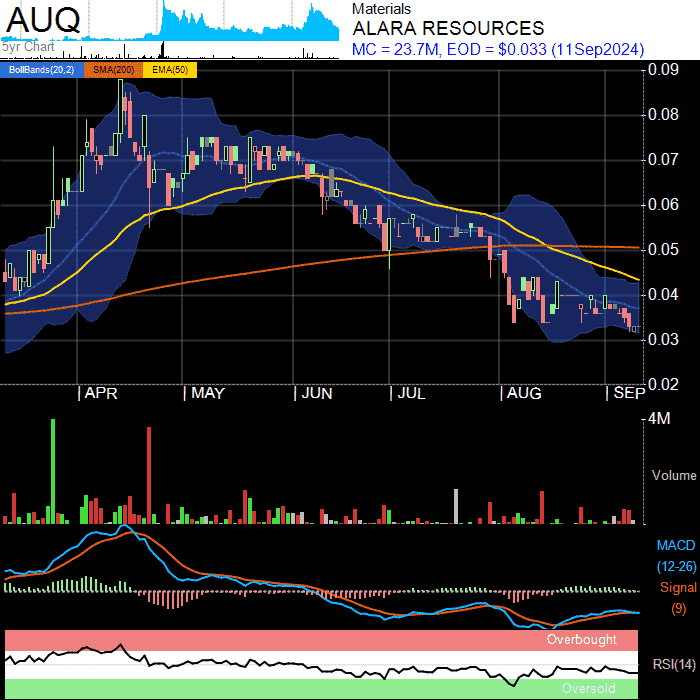 AUQ
5yr Chart
Materials
ALARA RESOURCES
MC = 23.7M, EOD = $0.033 (11Sep2024)
BollBands(20,2) SMA(200) EMA(50)
0.09
0.08
0.07
0.06
0.05
0.04
0.03
0.02
| APR | MAY | JUN | JUL | AUG | SEP
4M
Volume
MACD
(12-26)
Signal
(9)
Overbought
RSI(14)
Oversold